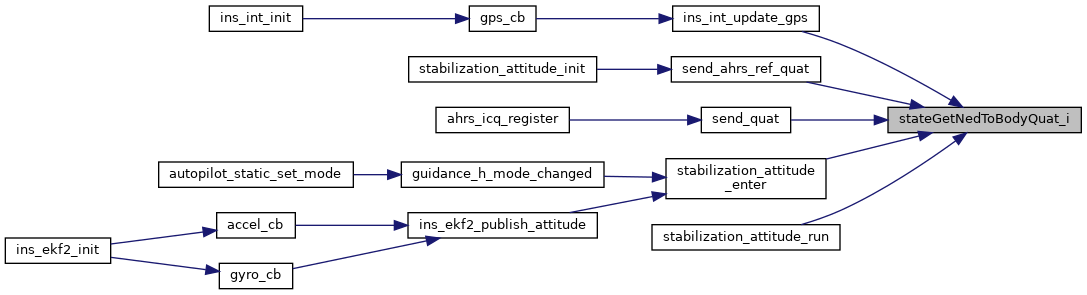 ins_int_init
gps_cb
ins_int_update_gps
stabilization_attitude_init
send_ahrs_ref_quat
ahrs_icq_register
send_quat
stateGetNedToBodyQuat_i
autopilot_static_set_mode
guidance_h_mode_changed
stabilization_attitude
_enter
accel_cb
ins_ekf2_publish_attitude
stabilization_attitude_run
ins_ekf2_init
gyro_cb